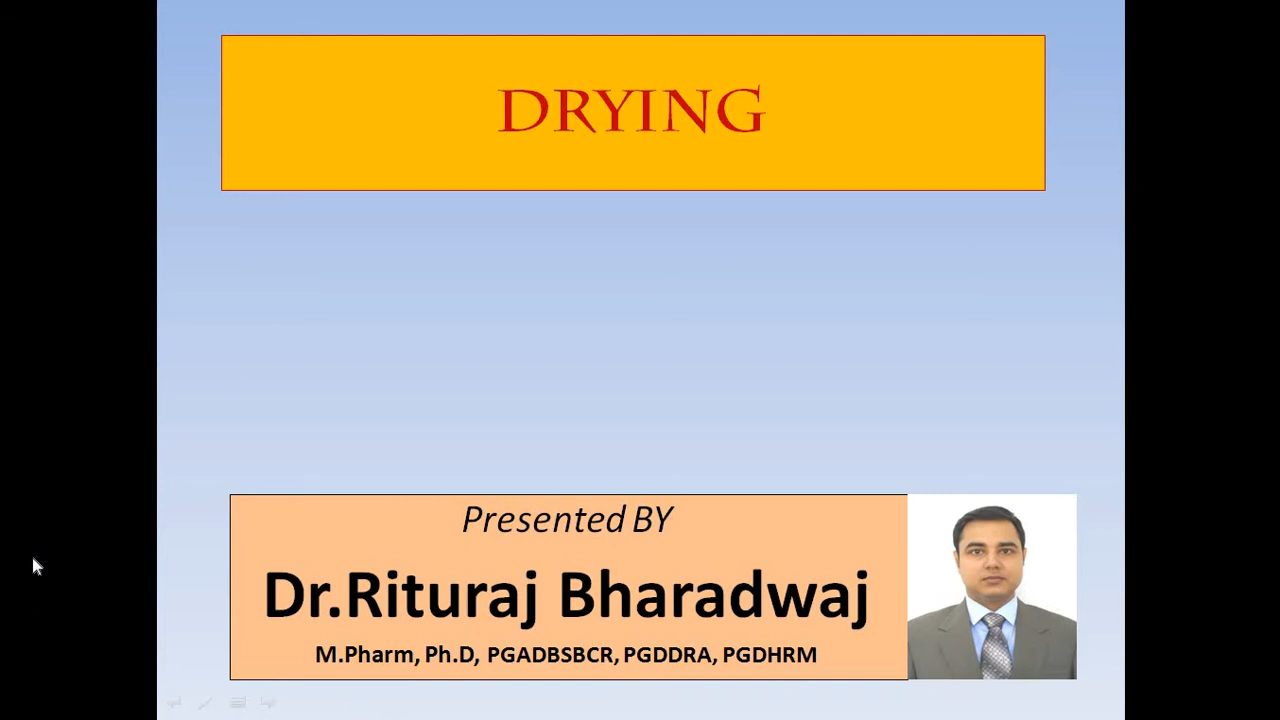 DRYING
Presented BY
Dr.Rituraj Bharadwaj
M.Pharm, Ph.D, PGADBSBCR, PGDDRA, PGDHRM